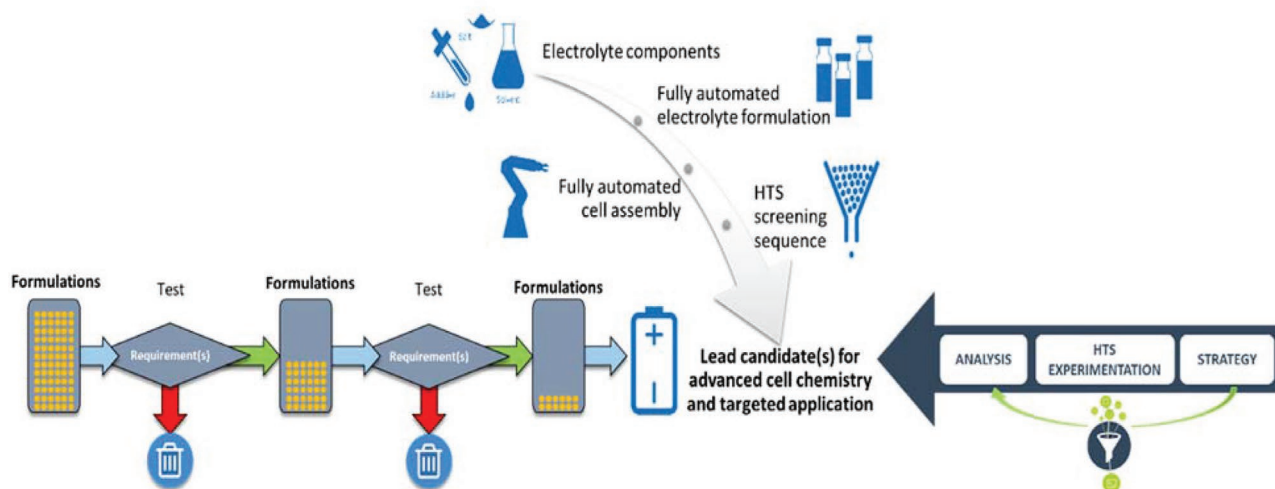 Salt
Electrolyte components
Additive
Solvent
Fully automated
electrolyte formulation
Fully automated
cell assembly
HTS
screening
sequence
Formulations
Test
Formulations
Test
Formulations
Requirement(s)
Requirement(s)
Lead candidate(s) for
advanced cell chemistry
and targeted application
ANALYSIS
HTS
EXPERIMENTATION
STRATEGY